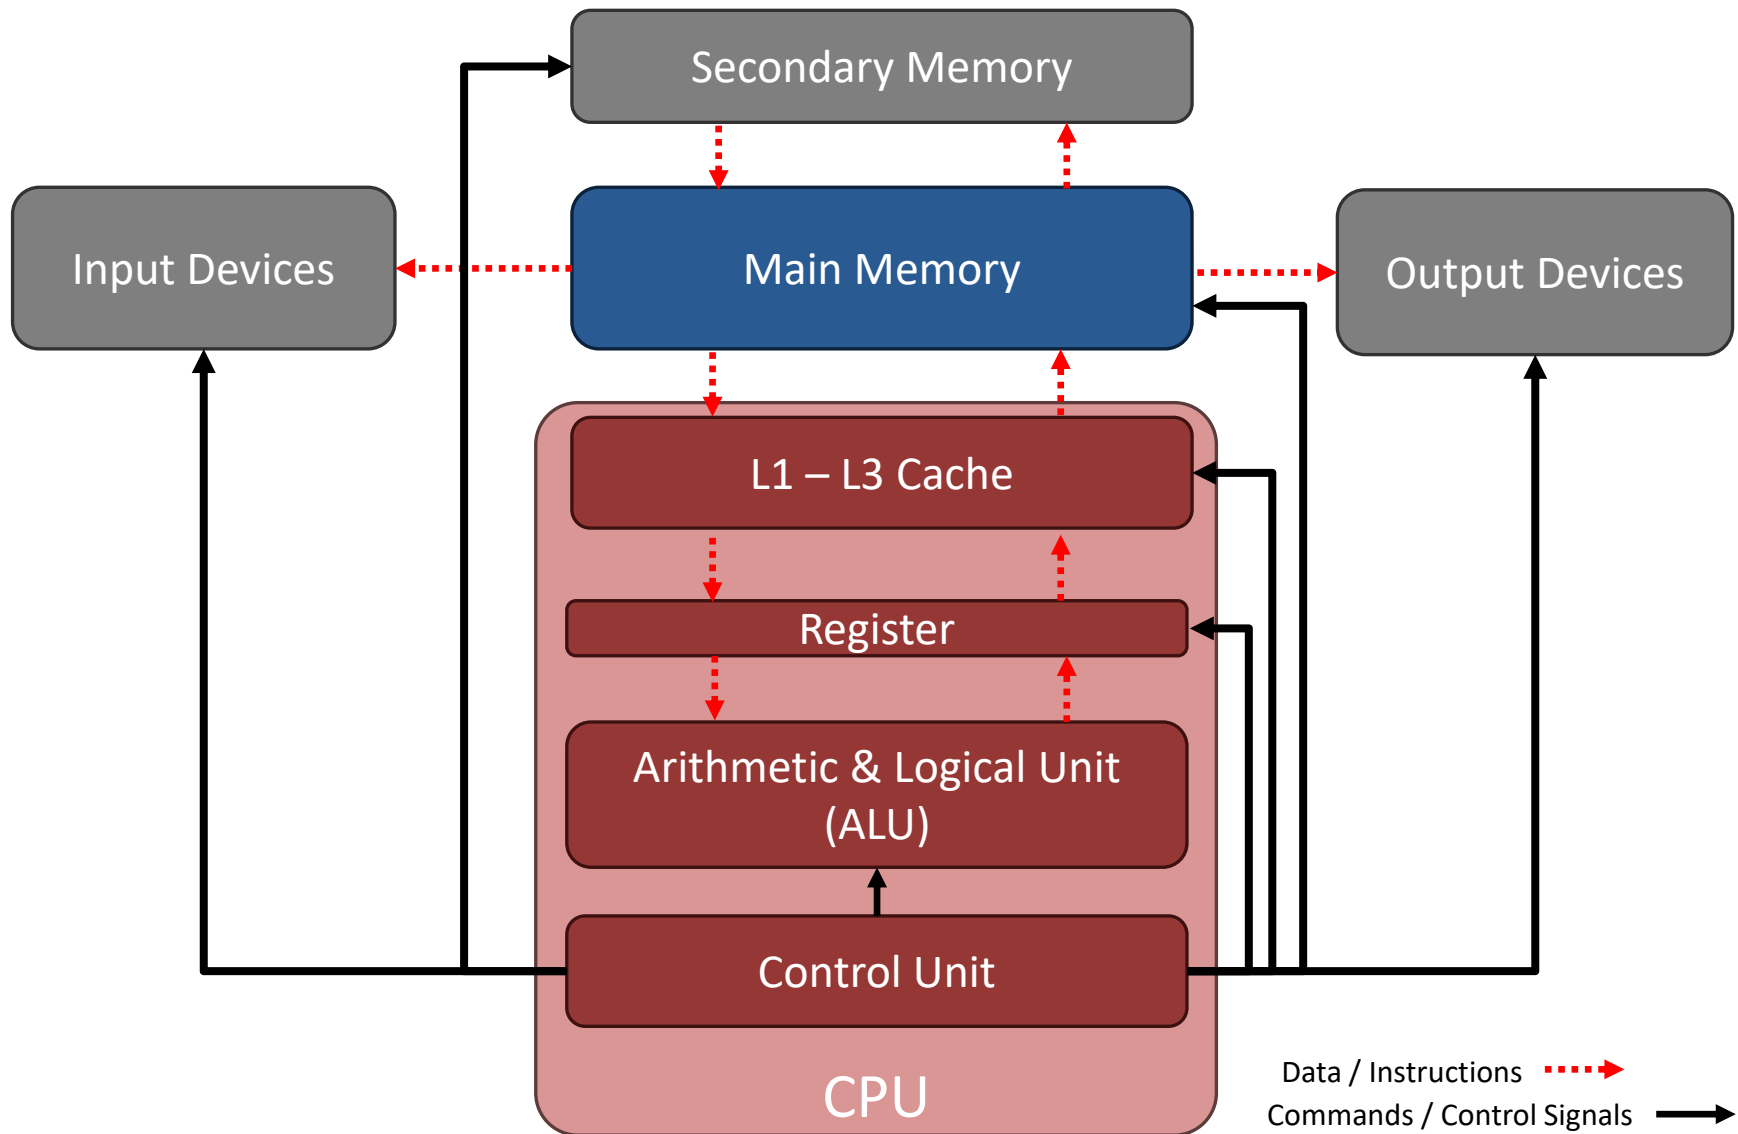 Secondary Memory
Input Devices
Main Memory
Output Devices
L1 – L3 Cache
Register
Arithmetic & Logical Unit
(ALU)
Control Unit
CPU
Data / Instructions
Commands / Control Signals